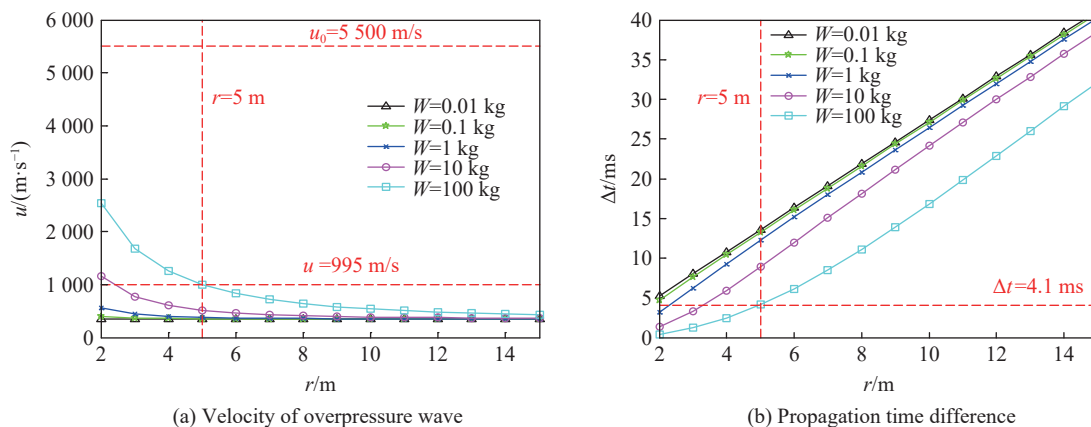 6 000
5 000
4 000
3 000
2 000
1 000
0
u/(m·s⁻¹)
u₀=5 500 m/s
r=5 m
W=0.01 kg
W=0.1 kg
W=1 kg
W=10 kg
W=100 kg
u=995 m/s
2 4 6 8 10 12 14
r/m
(a) Velocity of overpressure wave
40
35
30
25
20
15
10
5
0
Δt/ms
W=0.01 kg
W=0.1 kg
W=1 kg
W=10 kg
W=100 kg
r=5 m
Δt=4.1 ms
2 4 6 8 10 12 14
r/m
(b) Propagation time difference